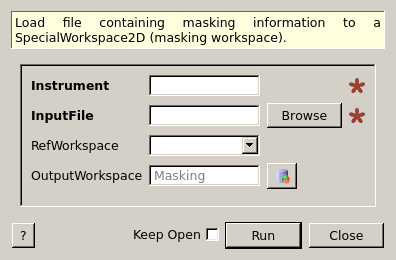 Load file containing masking information to a
SpecialWorkspace2D (masking workspace).
Instrument
InputFile Browse
RefWorkspace
OutputWorkspace Masking
? Keep Open Run Close